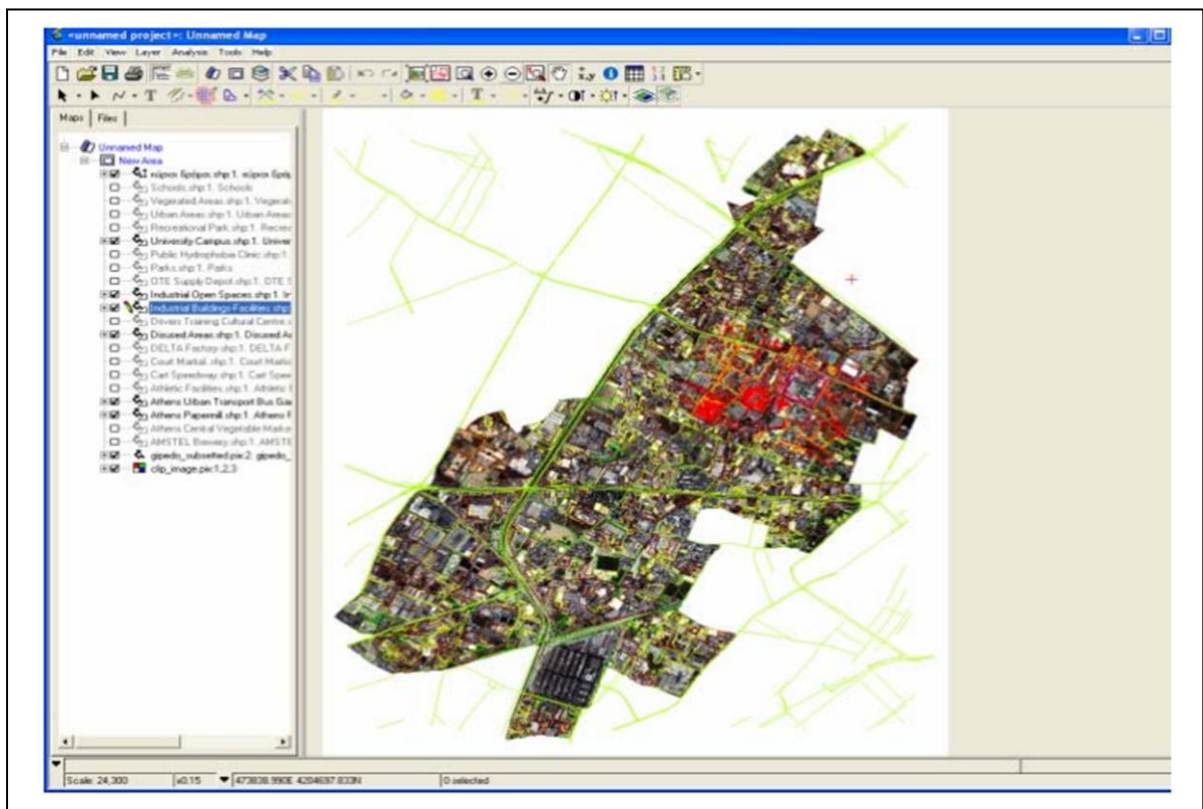 <unnamed project>: Unnamed Map
File Edit View Layer Analysis Tools Help
Maps Files
Unnamed Map
New Area
shp:1.
Schools.shp:1. Schools
Vegerated Areas.shp:1. Vegerat
Urban Areas.shp:1. Urban Areas
Recreational Park.shp:1. Recrea
University Campus.shp:1. Univer
Public Hydrophobia Clinic.shp:1.
Parks.shp:1. Parks
OTE Supply Depot.shp:1. OTE S
Industrial Open Spaces.shp:1. In
Industrial Buildings-Facilities.shp:
Drivers Training Cultural Centre.s
Disused Areas.shp:1. Disused Ar
DELTA Factory.shp:1. DELTA F
Court Martial.shp:1. Court Martia
Cart Speedway.shp:1. Cart Spee
Athletic Facilities.shp:1. Athletic F
Athens Urban Transport Bus Gar
Athens Papermill.shp:1. Athens P
Athens Central Vegetable Market
AMSTEL Brewery.shp:1. AMSTE
gipedo_subsetted.pix:2: gipedo_
clip_image.pix:1,2,3
Scale: 24,300 x0.15 473838.990E 4204697.833N 0 selected